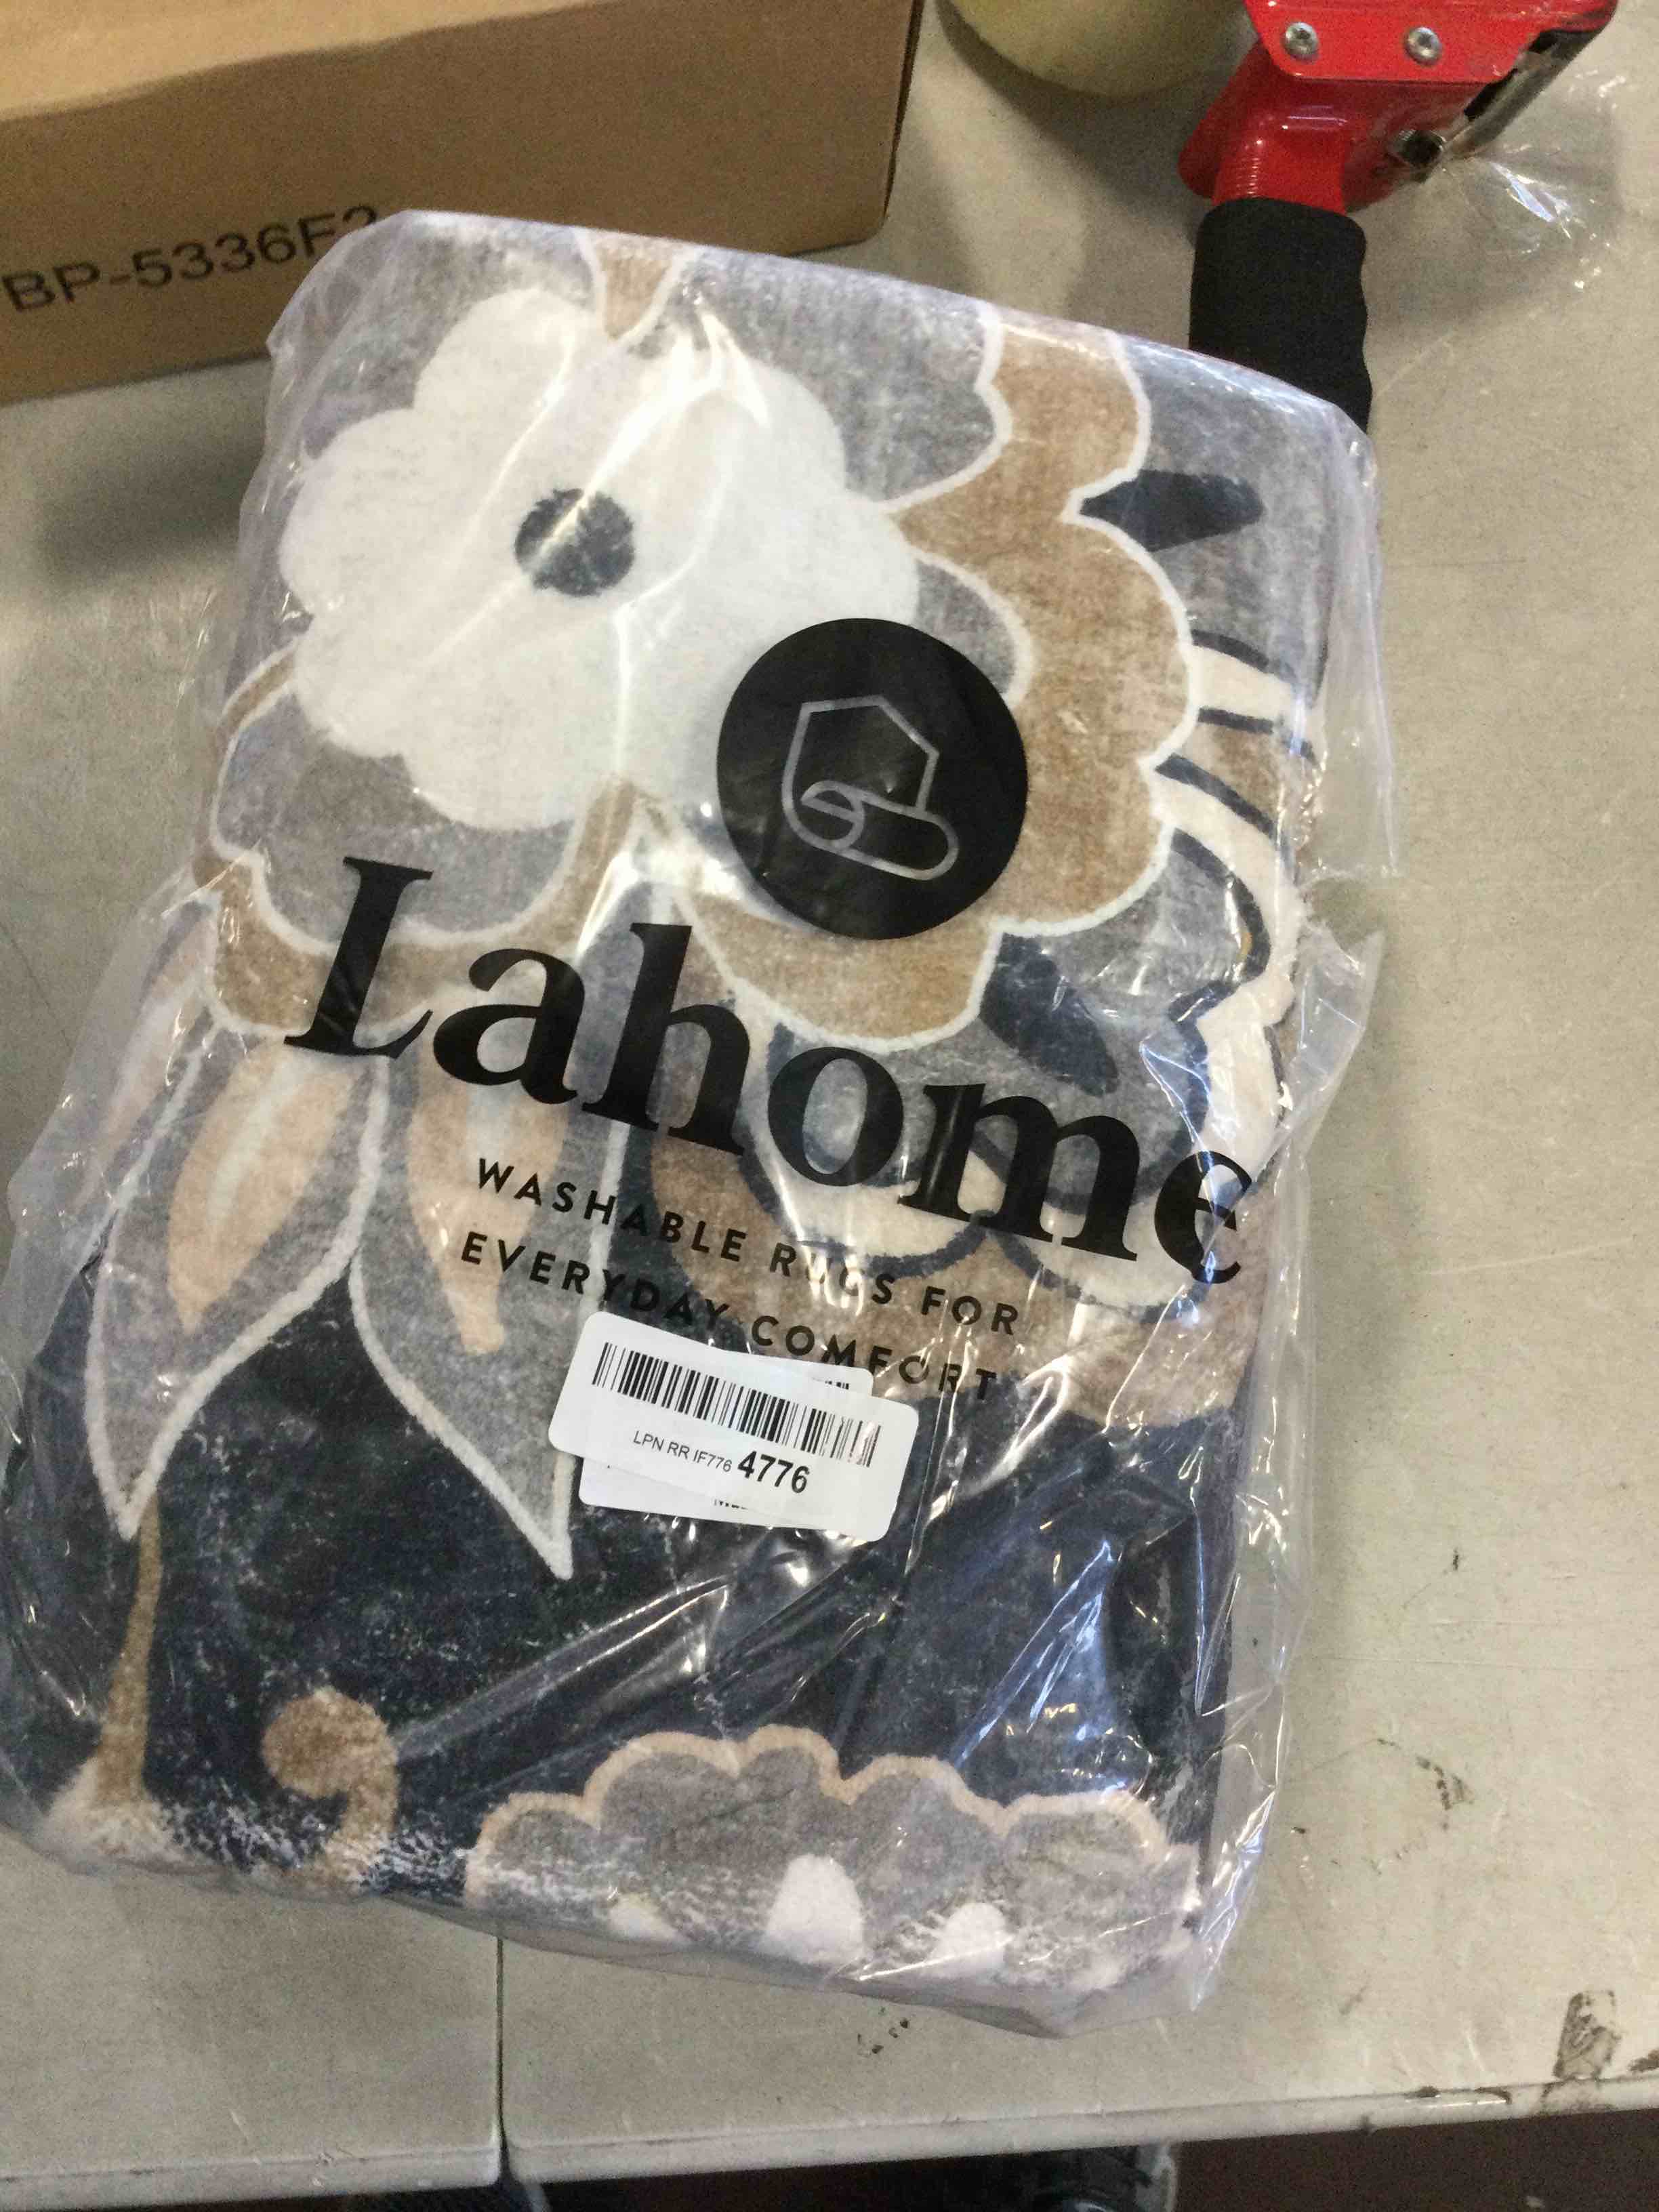 BP-5336F2
Lahome
WASHABLE RUGS FOR
EVERYDAY COMFORT
LPN RR IF776 4776